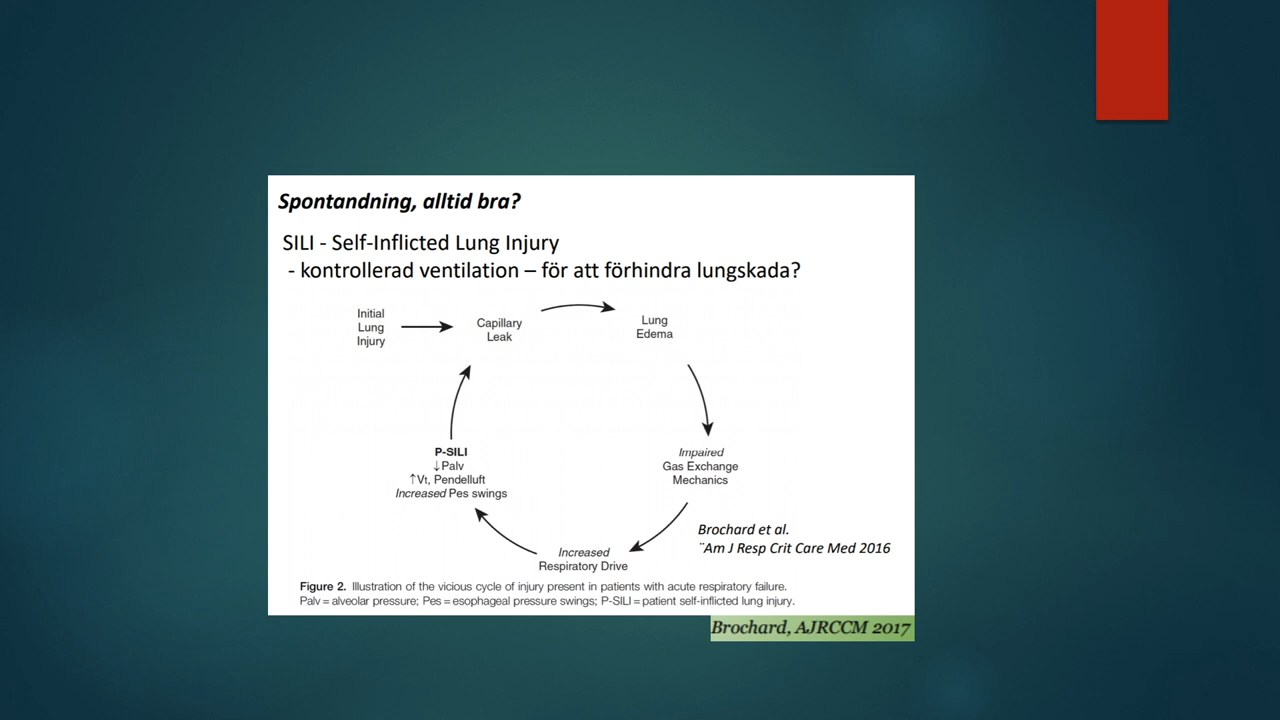 Spontandning, alltid bra?
SILI - Self-Inflicted Lung Injury
- kontrollerad ventilation – för att förhindra lungskada?
Initial
Lung
Injury
Capillary
Leak
Lung
Edema
P-SILI
↓Palv
↑Vt, Pendelluft
Increased Pes swings
Impaired
Gas Exchange
Mechanics
Increased
Respiratory Drive
Brochard et al.
¨Am J Resp Crit Care Med 2016
Figure 2. Illustration of the vicious cycle of injury present in patients with acute respiratory failure.
Palv = alveolar pressure; Pes = esophageal pressure swings; P-SILI = patient self-inflicted lung injury.
Brochard, AJRCCM 2017